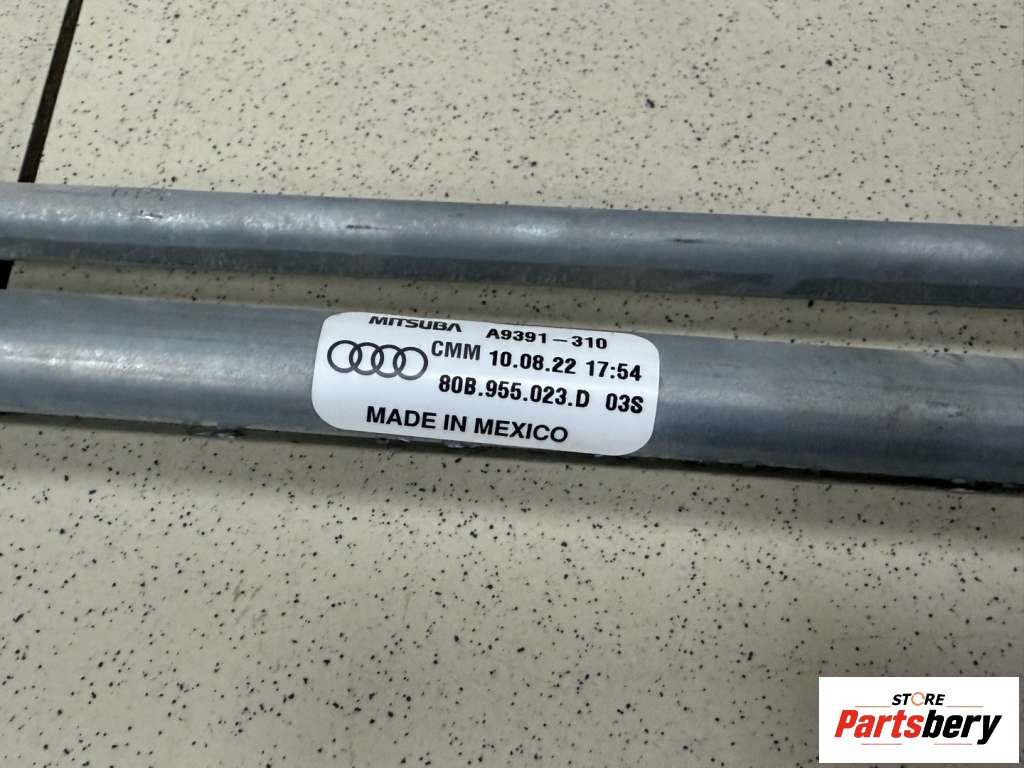 MITSUBA A9391-310
CMM 10.08.22 17:54
80B.955.023.D 03S
MADE IN MEXICO
STORE
Partsbery